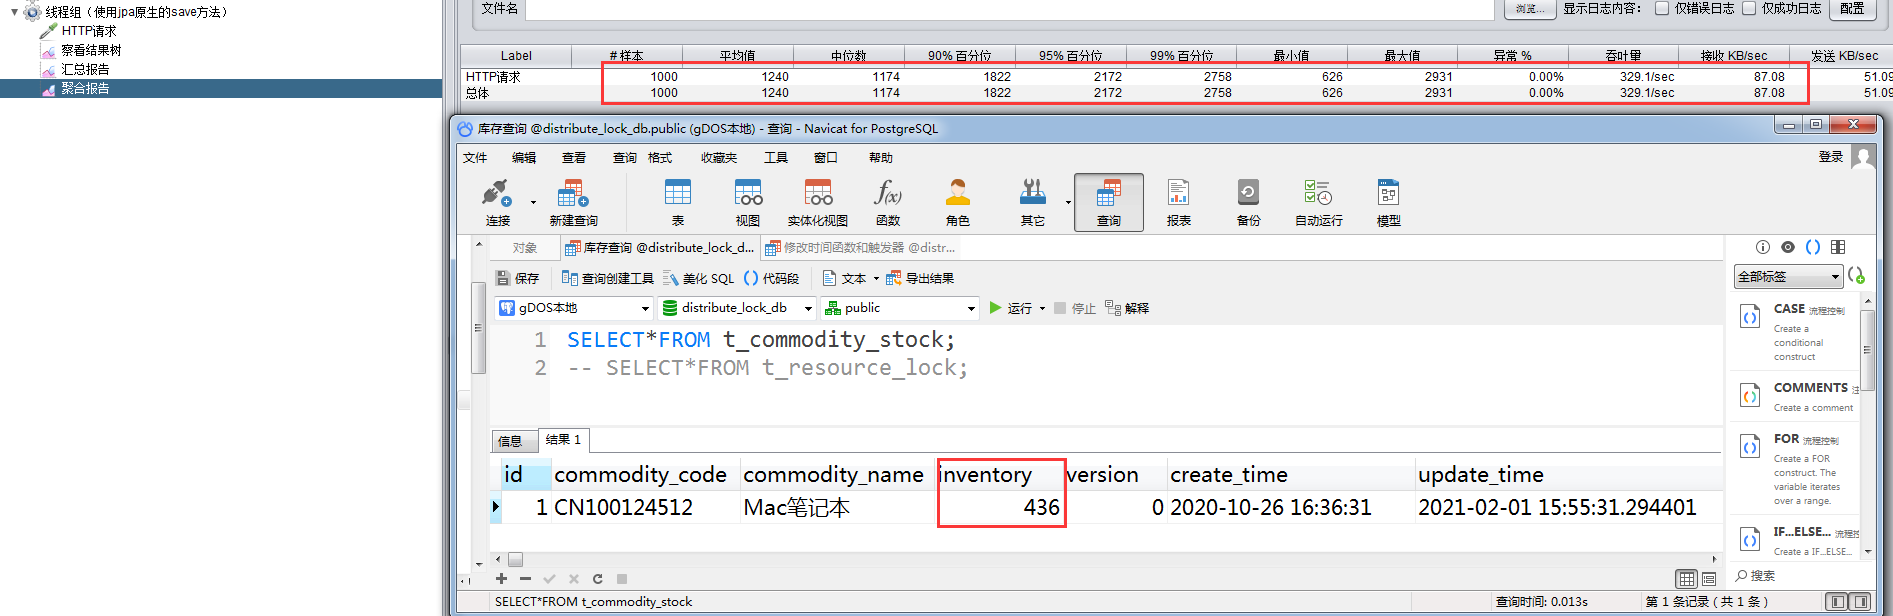 线程组（使用jpa原生的save方法）
HTTP请求
察看结果树
汇总报告
聚合报告
文件名
浏览...
显示日志内容：
仅错误日志
仅成功日志
配置
Label # 样本 平均值 中位数 90% 百分位 95% 百分位 99% 百分位 最小值 最大值 异常 % 吞吐量 接收 KB/sec 发送 KB/sec
HTTP请求 1000 1240 1174 1822 2172 2758 626 2931 0.00% 329.1/sec 87.08 51.09
总体 1000 1240 1174 1822 2172 2758 626 2931 0.00% 329.1/sec 87.08 51.09
库存查询 @distribute_lock_db.public (gDOS本地) - 查询 - Navicat for PostgreSQL
文件 编辑 查看 查询 格式 收藏夹 工具 窗口 帮助
登录
连接 新建查询 表 视图 实体化视图 函数 角色 其它 查询 报表 备份 自动运行 模型
对象 库存查询 @distribute_lock_d... 修改时间函数和触发器 @distr...
保存 查询创建工具 美化 SQL 代码段 文本 导出结果
gDOS本地 distribute_lock_db public 运行 停止 解释
1 SELECT*FROM t_commodity_stock;
2 -- SELECT*FROM t_resource_lock;
信息 结果 1
id commodity_code commodity_name inventory version create_time update_time
1 CN100124512 Mac笔记本 436 0 2020-10-26 16:36:31 2021-02-01 15:55:31.294401
全部标签
CASE 流程控制
Create a
conditional
construct
COMMENTS 注
Create a comment
FOR 流程控制
Create a FOR
construct. The
variable iterates
over a range.
IF...ELSE... 流程控
Create a IF...ELSE...
搜索
SELECT*FROM t_commodity_stock
查询时间: 0.013s
第 1 条记录 ( 共 1 条 )